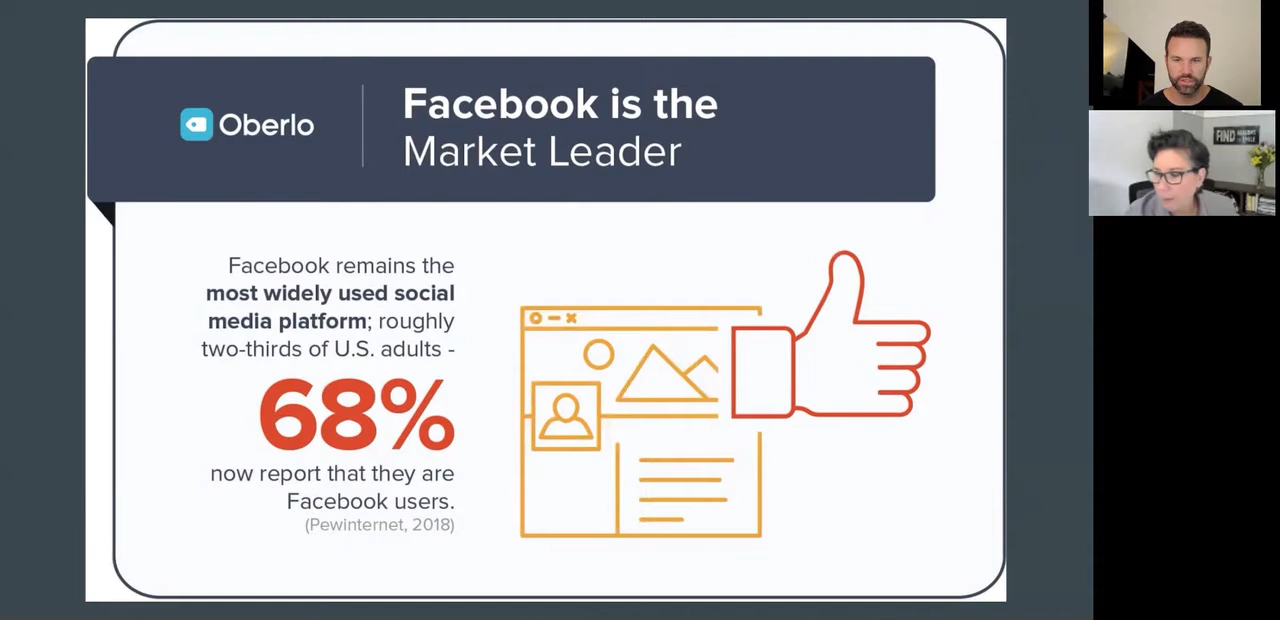 Oberlo
Facebook is the
Market Leader
Facebook remains the
most widely used social
media platform; roughly
two-thirds of U.S. adults -
68%
now report that they are
Facebook users.
(Pewinternet, 2018)
FIND